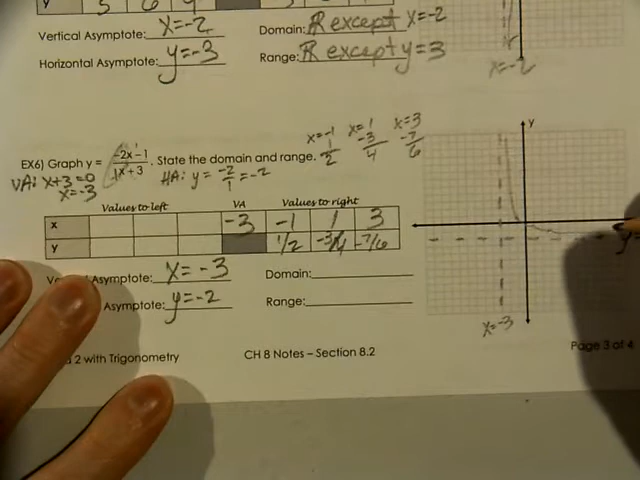 y 5 6 4
Vertical Asymptote: x=-2 Domain: ℝ except x=-2
Horizontal Asymptote: y=-3 Range: ℝ except y=3
x=-2
y
x=-1 x=1 x=3
1/2 -3/4 -7/6
EX6) Graph y = (-2x-1)/(1x+3). State the domain and range.
VA: x+3=0 HA: y = -2/1 = -2
x=-3
Values to left VA Values to right
x -3 -1 1 3
y 1/2 -3/4 -7/6
Asymptote: x = -3 Domain:
Asymptote: y=-2 Range:
x=-3
2 with Trigonometry CH 8 Notes – Section 8.2 Page 3 of 4